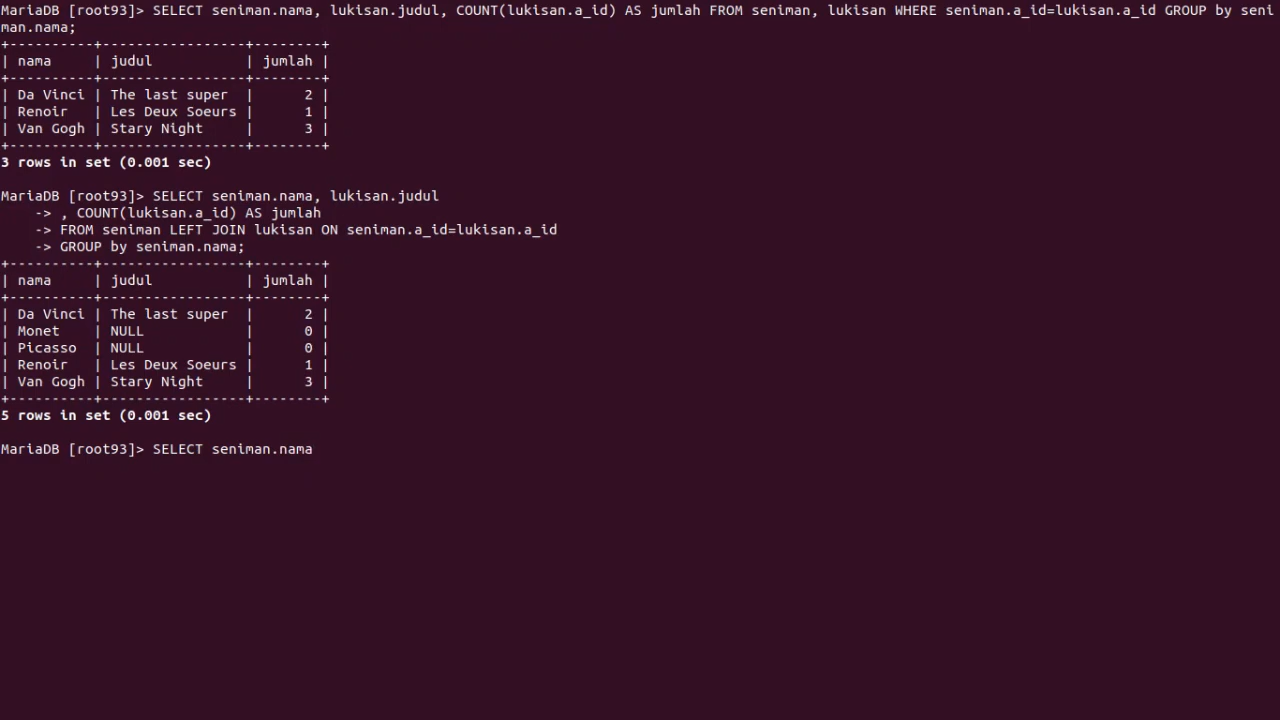 MariaDB [root93]> SELECT seniman.nama, lukisan.judul, COUNT(lukisan.a_id) AS jumlah FROM seniman, lukisan WHERE seniman.a_id=lukisan.a_id GROUP by seni
man.nama;
+----------+-----------------+--------+
| nama     | judul           | jumlah |
+----------+-----------------+--------+
| Da Vinci | The last super  |      2 |
| Renoir   | Les Deux Soeurs |      1 |
| Van Gogh | Stary Night     |      3 |
+----------+-----------------+--------+
3 rows in set (0.001 sec)

MariaDB [root93]> SELECT seniman.nama, lukisan.judul
    -> , COUNT(lukisan.a_id) AS jumlah
    -> FROM seniman LEFT JOIN lukisan ON seniman.a_id=lukisan.a_id
    -> GROUP by seniman.nama;
+----------+-----------------+--------+
| nama     | judul           | jumlah |
+----------+-----------------+--------+
| Da Vinci | The last super  |      2 |
| Monet    | NULL            |      0 |
| Picasso  | NULL            |      0 |
| Renoir   | Les Deux Soeurs |      1 |
| Van Gogh | Stary Night     |      3 |
+----------+-----------------+--------+
5 rows in set (0.001 sec)

MariaDB [root93]> SELECT seniman.nama